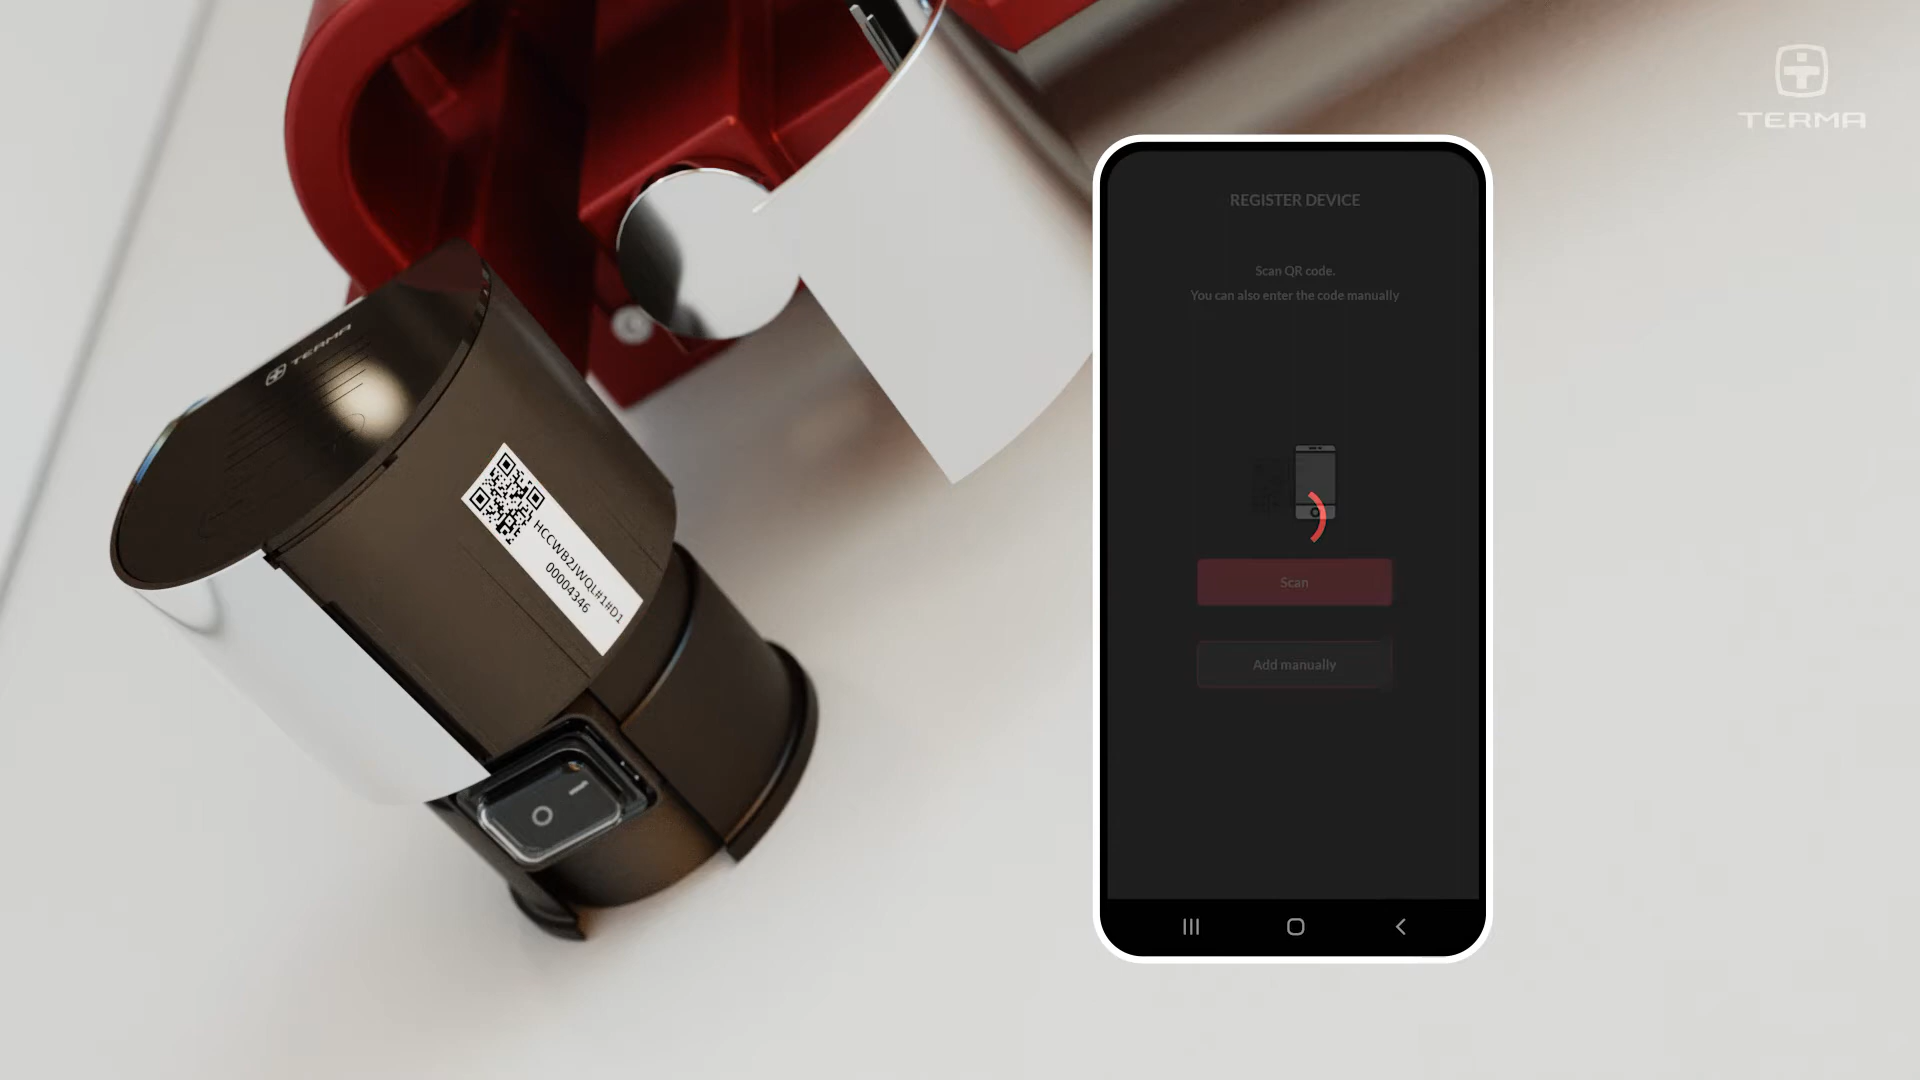 TERMA
TERMA
HCCWB2JWQL#1#D1
00004346
REGISTER DEVICE
Scan QR code.
You can also enter the code manually
Scan
Add manually